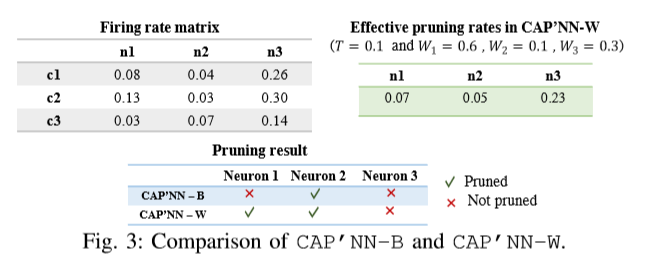 Firing rate matrix
n1 n2 n3
c1 0.08 0.04 0.26
c2 0.13 0.03 0.30
c3 0.03 0.07 0.14
Effective pruning rates in CAP'NN-W
(T = 0.1 and W₁ = 0.6 , W₂ = 0.1 , W₃ = 0.3)
n1 n2 n3
0.07 0.05 0.23
Pruning result
Neuron 1 Neuron 2 Neuron 3
CAP'NN – B × ✓ ×
CAP'NN – W ✓ ✓ ×
✓ Pruned
× Not pruned
Fig. 3: Comparison of CAP′NN-B and CAP′NN-W.